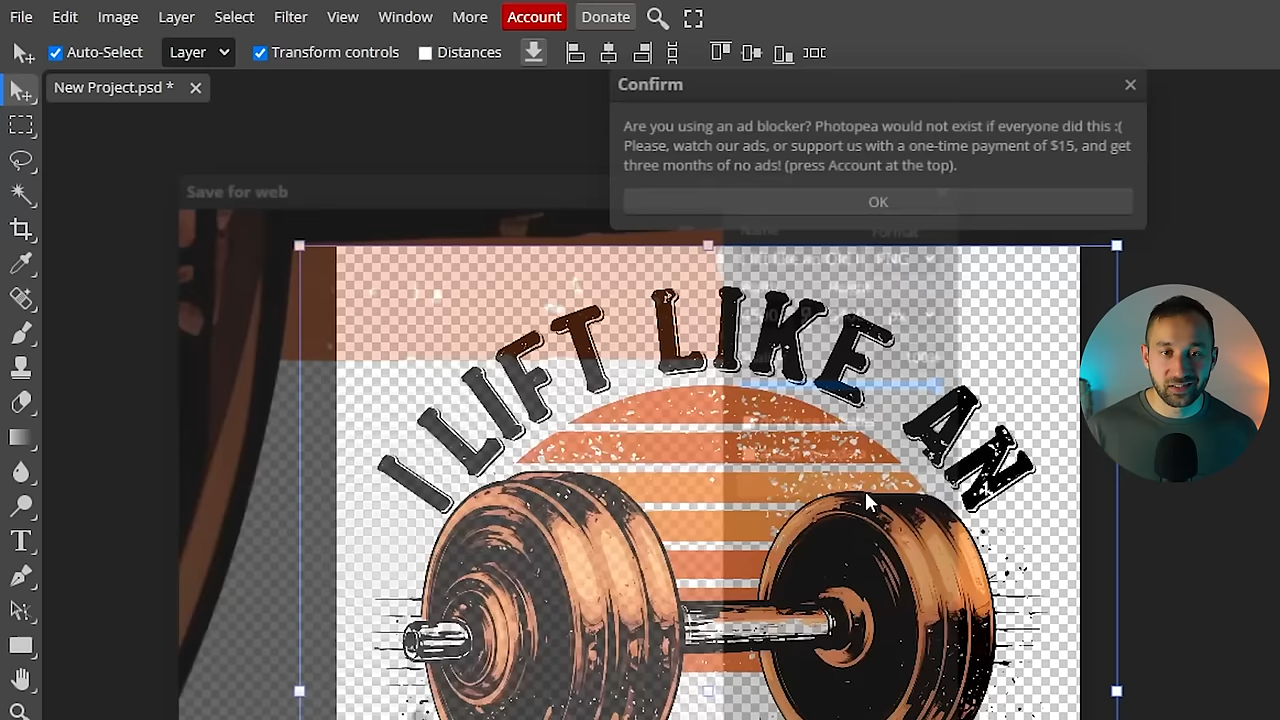 File Edit Image Layer Select Filter View Window More Account Donate
Auto-Select Layer Transform controls Distances
New Project.psd *
Confirm
Are you using an ad blocker? Photopea would not exist if everyone did this :(
Please, watch our ads, or support us with a one-time payment of $15, and get
three months of no ads! (press Account at the top).
OK
Save for web
Name Format
PNG
I LIFT LIKE AN